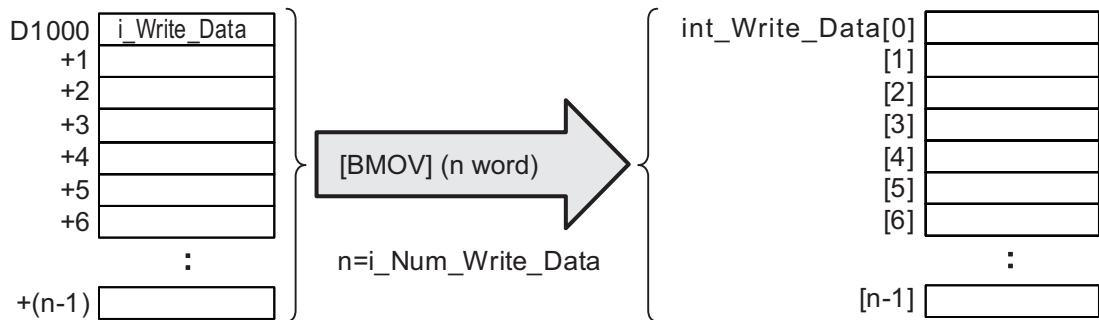 D1000 i_Write_Data
+1
+2
+3
+4
+5
+6
:
+(n-1)
[BMOV] (n word)
n=i_Num_Write_Data
int_Write_Data[0]
[1]
[2]
[3]
[4]
[5]
[6]
:
[n-1]